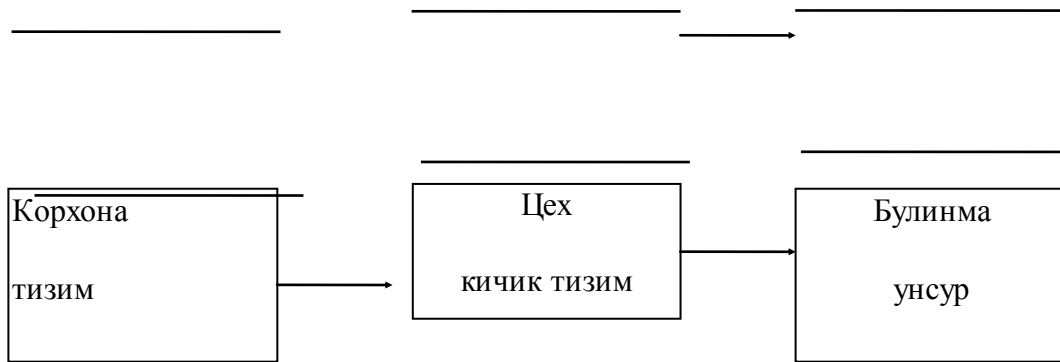 Корхона
тизим
Цех
кичик тизим
Булинма
унсур